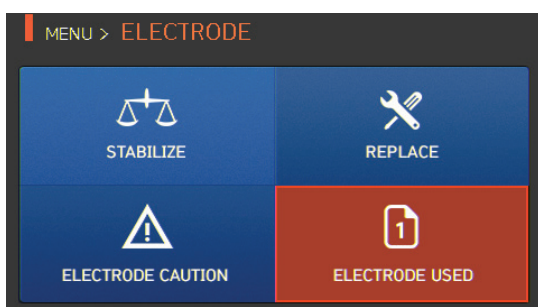 MENU > ELECTRODE
STABILIZE
REPLACE
ELECTRODE CAUTION
1
ELECTRODE USED